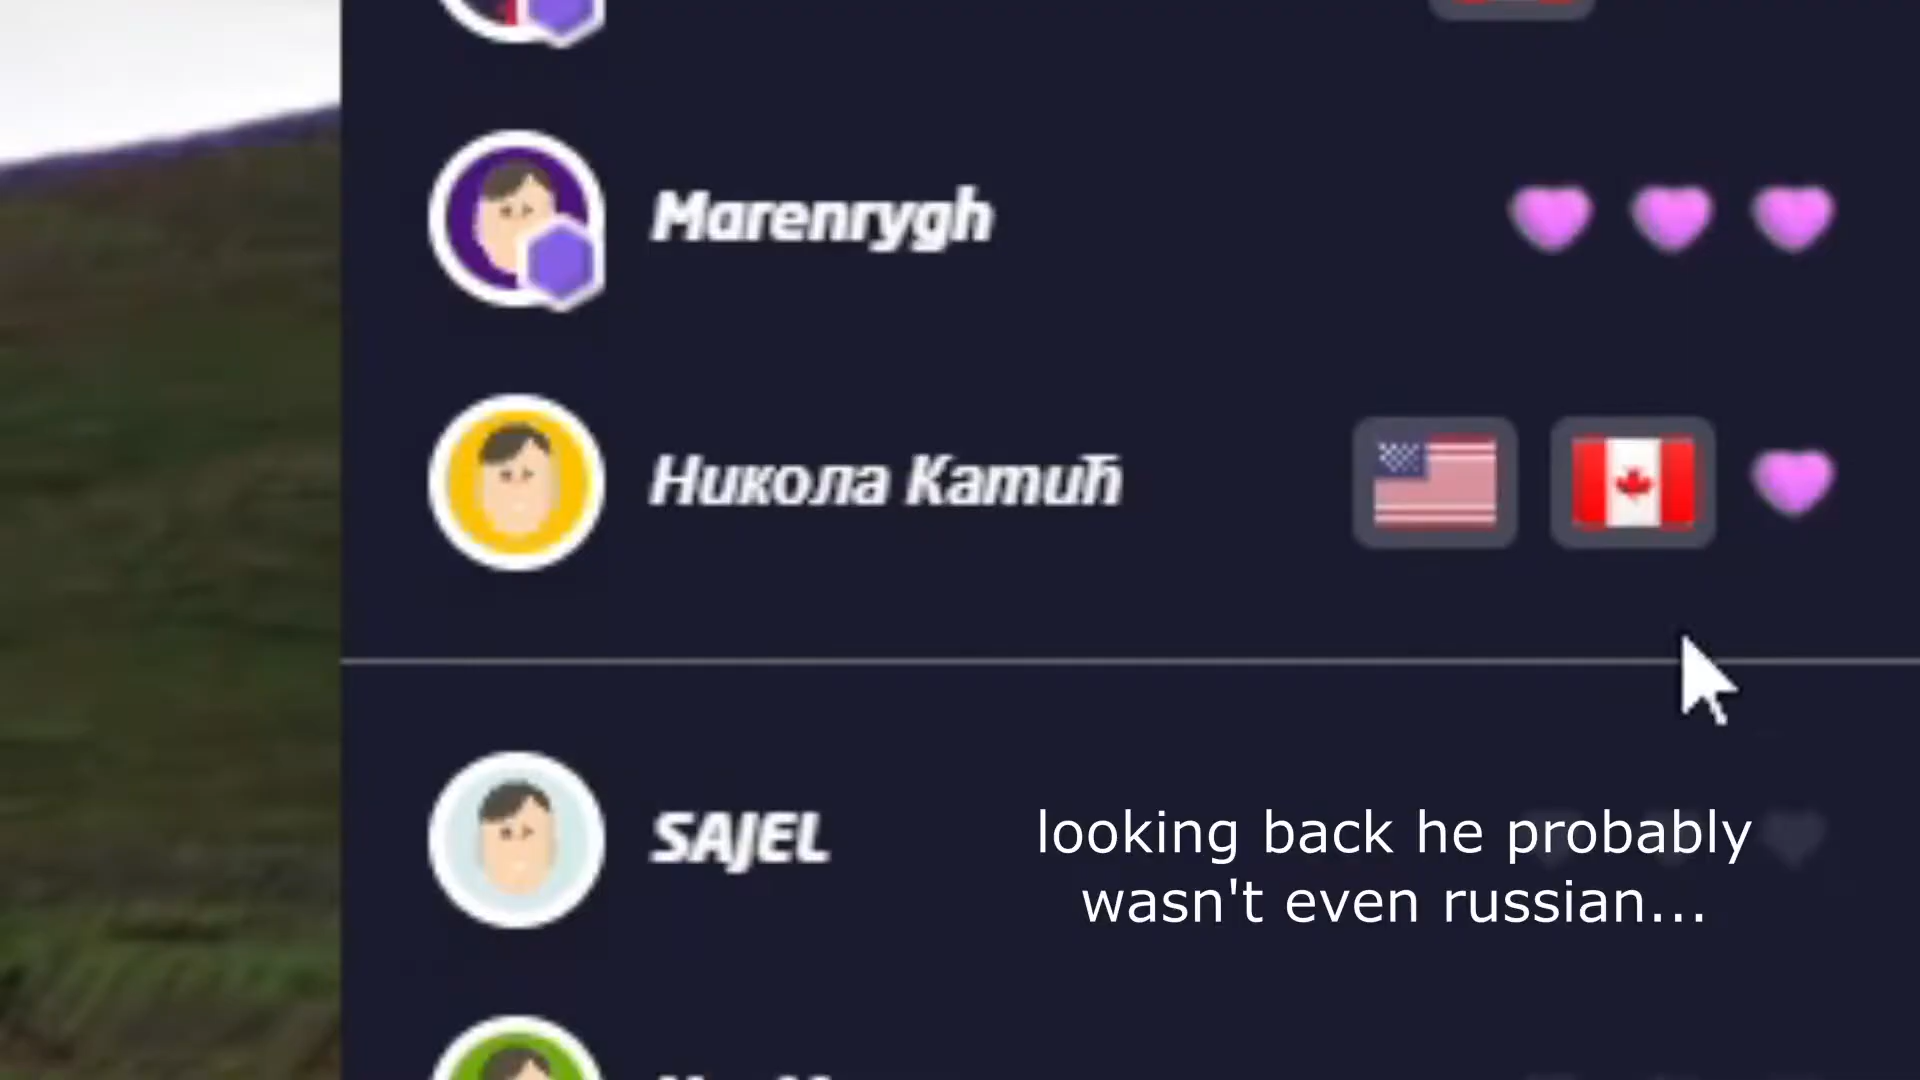 Marenrygh
Никола Катић
SAJEL
looking back he probably
wasn't even russian...